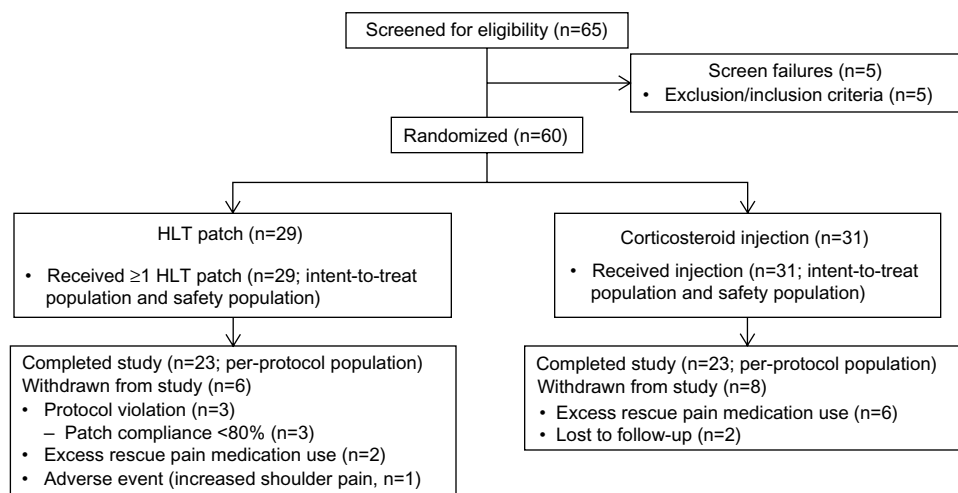 Screened for eligibility (n=65)
Screen failures (n=5)
• Exclusion/inclusion criteria (n=5)
Randomized (n=60)
HLT patch (n=29)
• Received ≥1 HLT patch (n=29; intent-to-treat
population and safety population)
Corticosteroid injection (n=31)
• Received injection (n=31; intent-to-treat
population and safety population)
Completed study (n=23; per-protocol population)
Withdrawn from study (n=6)
• Protocol violation (n=3)
– Patch compliance <80% (n=3)
• Excess rescue pain medication use (n=2)
• Adverse event (increased shoulder pain, n=1)
Completed study (n=23; per-protocol population)
Withdrawn from study (n=8)
• Excess rescue pain medication use (n=6)
• Lost to follow-up (n=2)